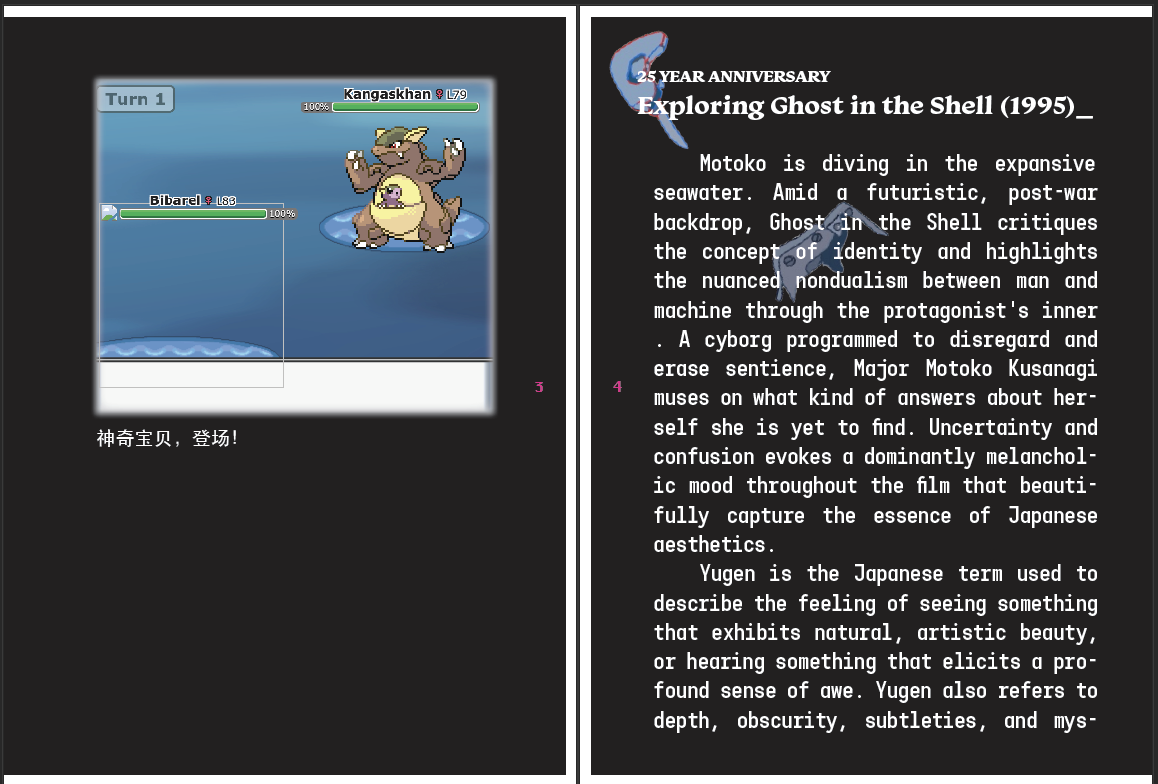 Turn 1
Kangaskhan ♀ L79
100%
Bibarel ♀ L83
100%
神奇宝贝，登场！
3
25 YEAR ANNIVERSARY
Exploring Ghost in the Shell (1995)_
Motoko is diving in the expansive
seawater. Amid a futuristic, post-war
backdrop, Ghost in the Shell critiques
the concept of identity and highlights
the nuanced nondualism between man and
machine through the protagonist's inner
. A cyborg programmed to disregard and
erase sentience, Major Motoko Kusanagi
muses on what kind of answers about her-
self she is yet to find. Uncertainty and
confusion evokes a dominantly melanchol-
ic mood throughout the film that beauti-
fully capture the essence of Japanese
aesthetics.
Yugen is the Japanese term used to
describe the feeling of seeing something
that exhibits natural, artistic beauty,
or hearing something that elicits a pro-
found sense of awe. Yugen also refers to
depth, obscurity, subtleties, and mys-
4